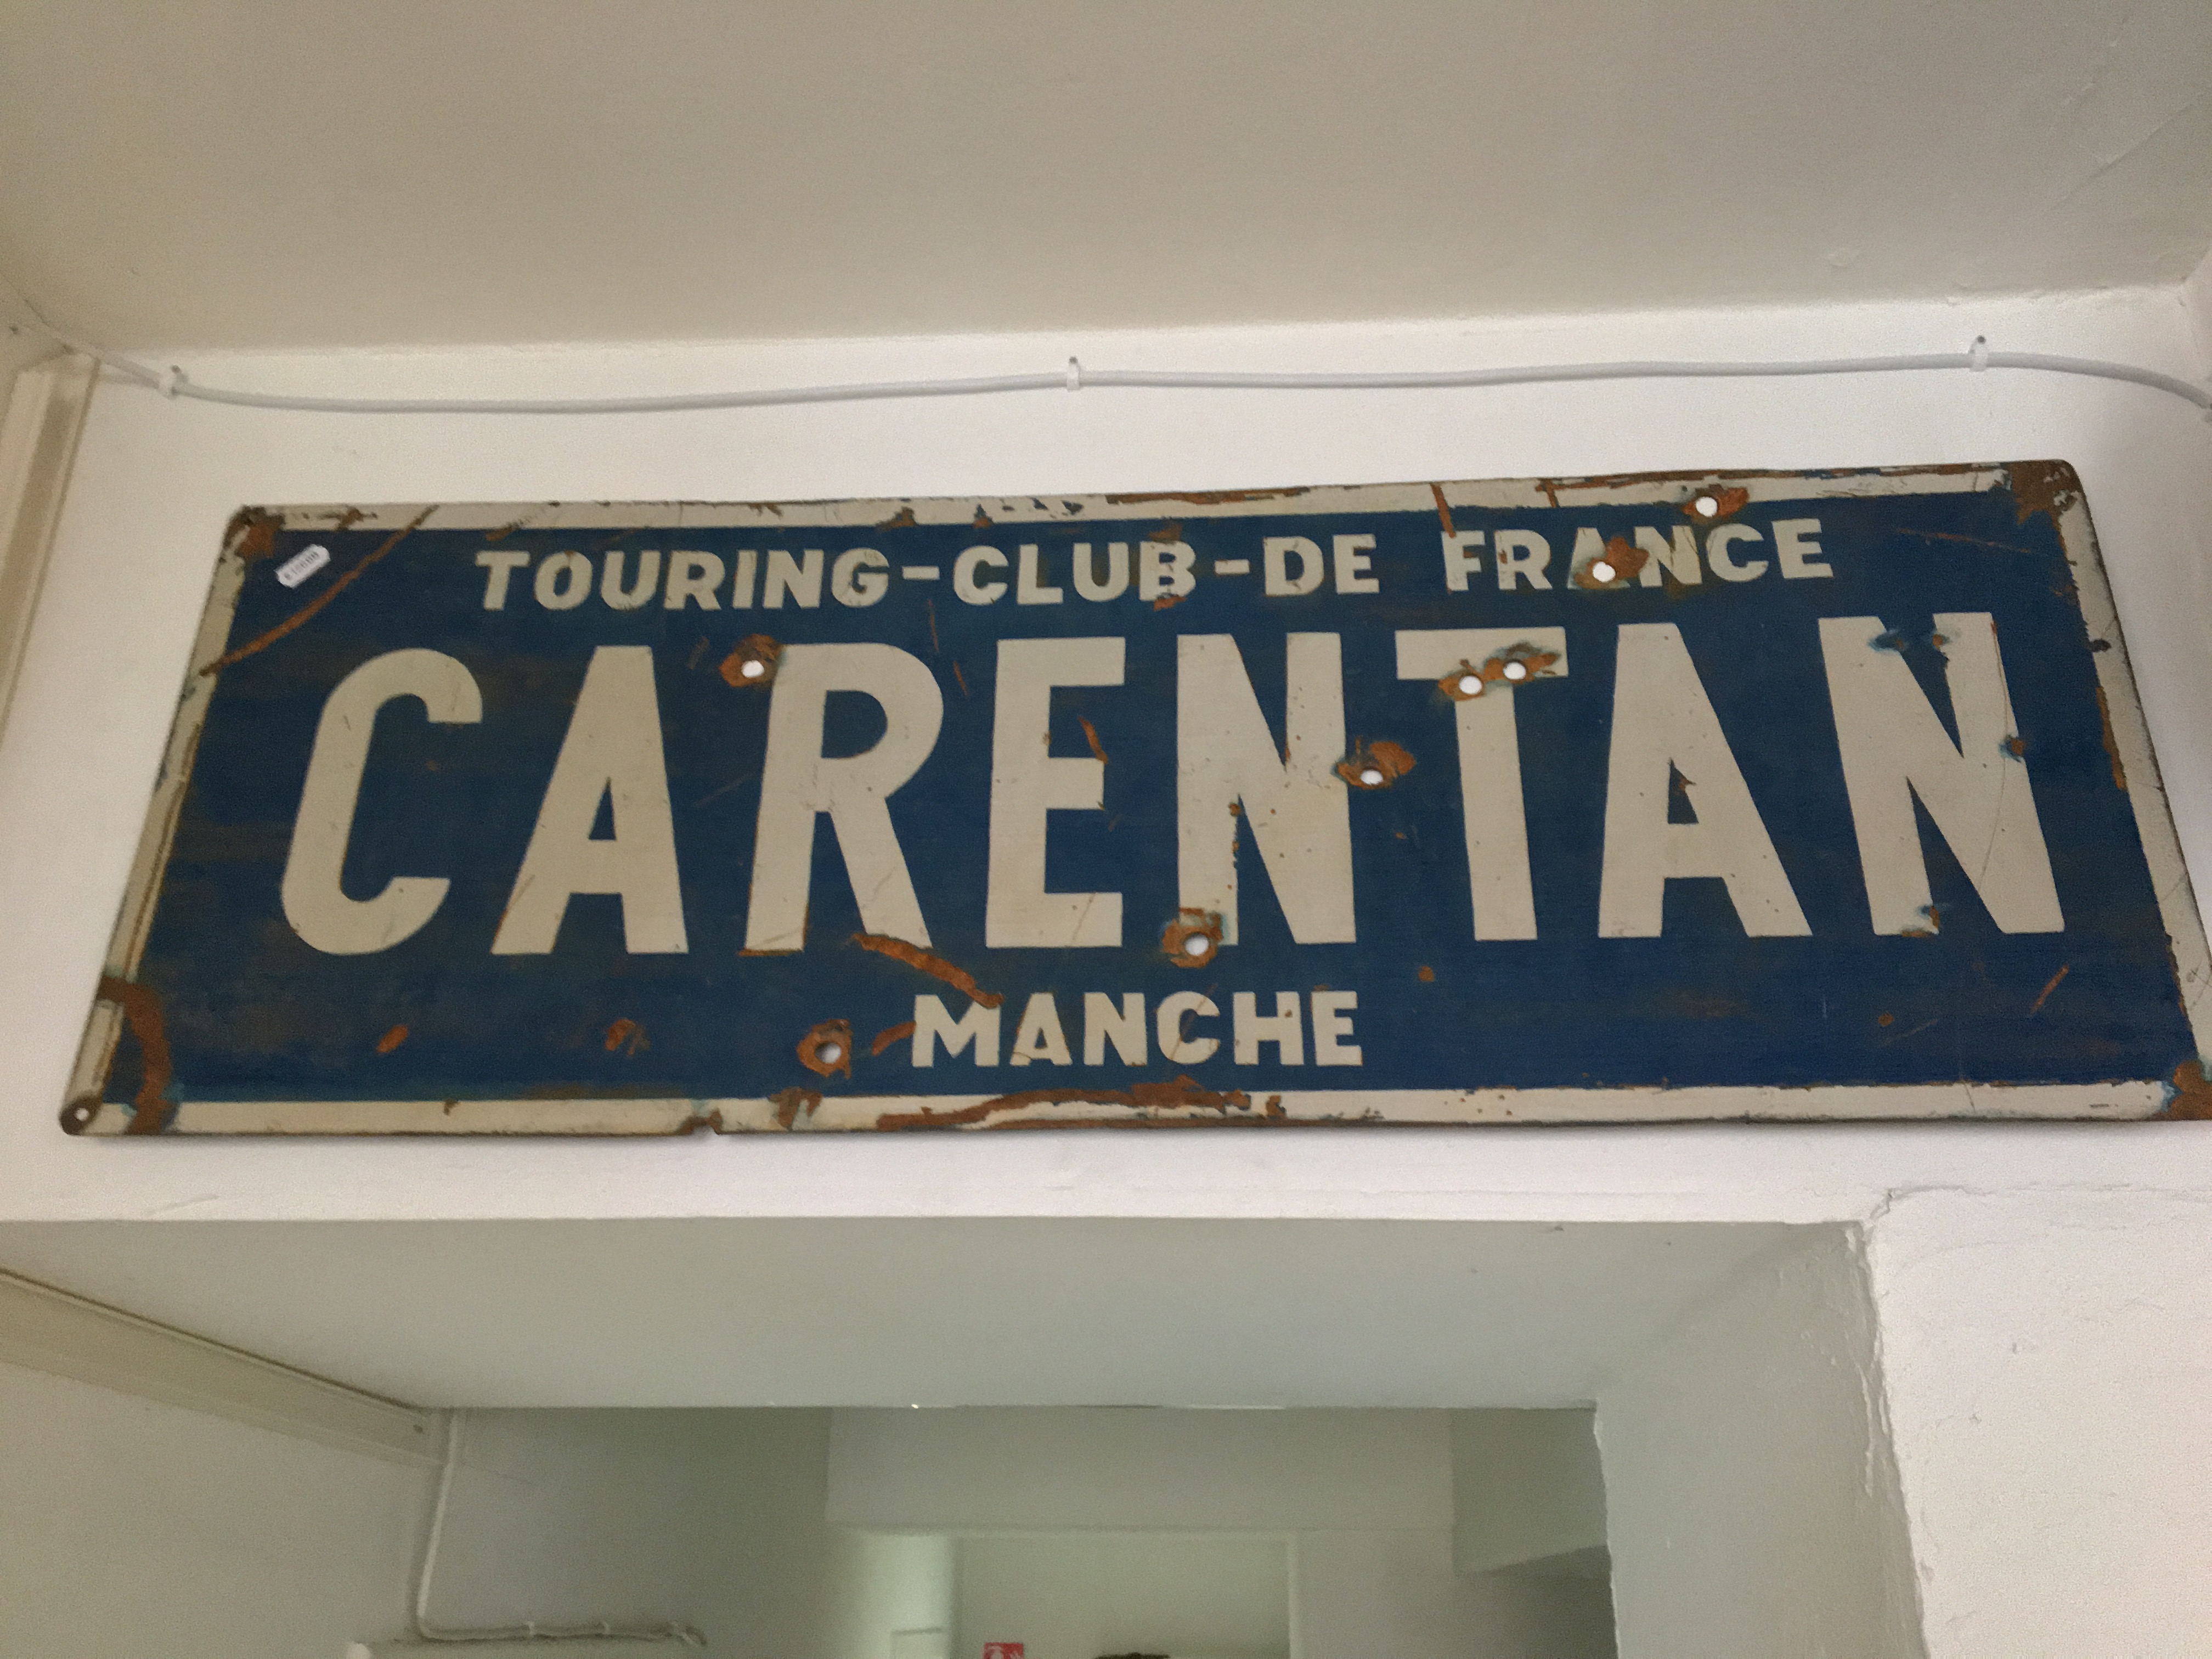 TOURING-CLUB-DE FRANCE
CARENTAN
MANCHE